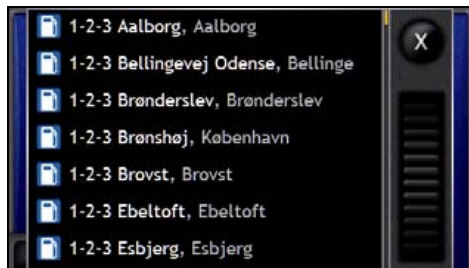 1-2-3 Aalborg, Aalborg
X
1-2-3 Bellingevej Odense, Bellinge
1-2-3 Brønderslev, Brønderslev
1-2-3 Brønshøj, København
1-2-3 Brovst, Brovst
1-2-3 Ebeltoft, Ebeltoft
1-2-3 Esbjerg, Esbjerg